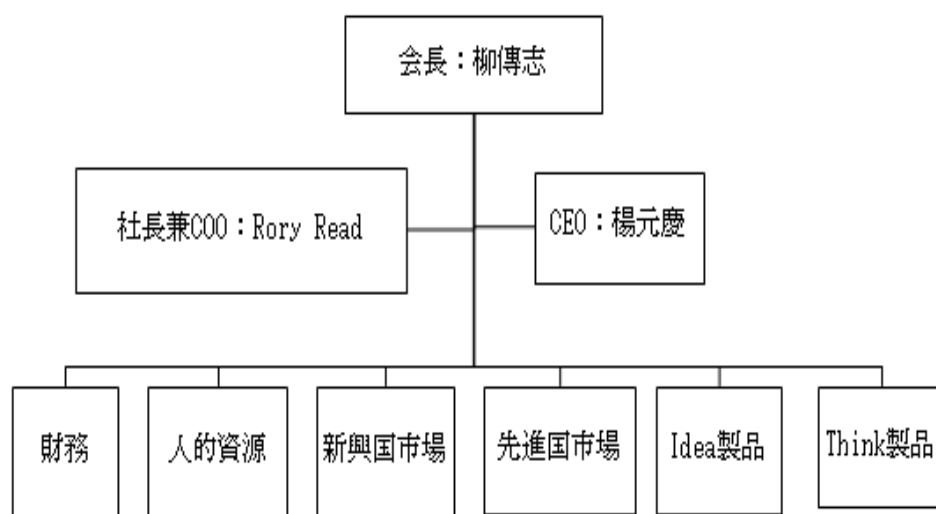 会長：柳傳志
社長兼COO：Rory Read
CEO：楊元慶
財務
人的資源
新興国市場
先進国市場
Idea製品
Think製品